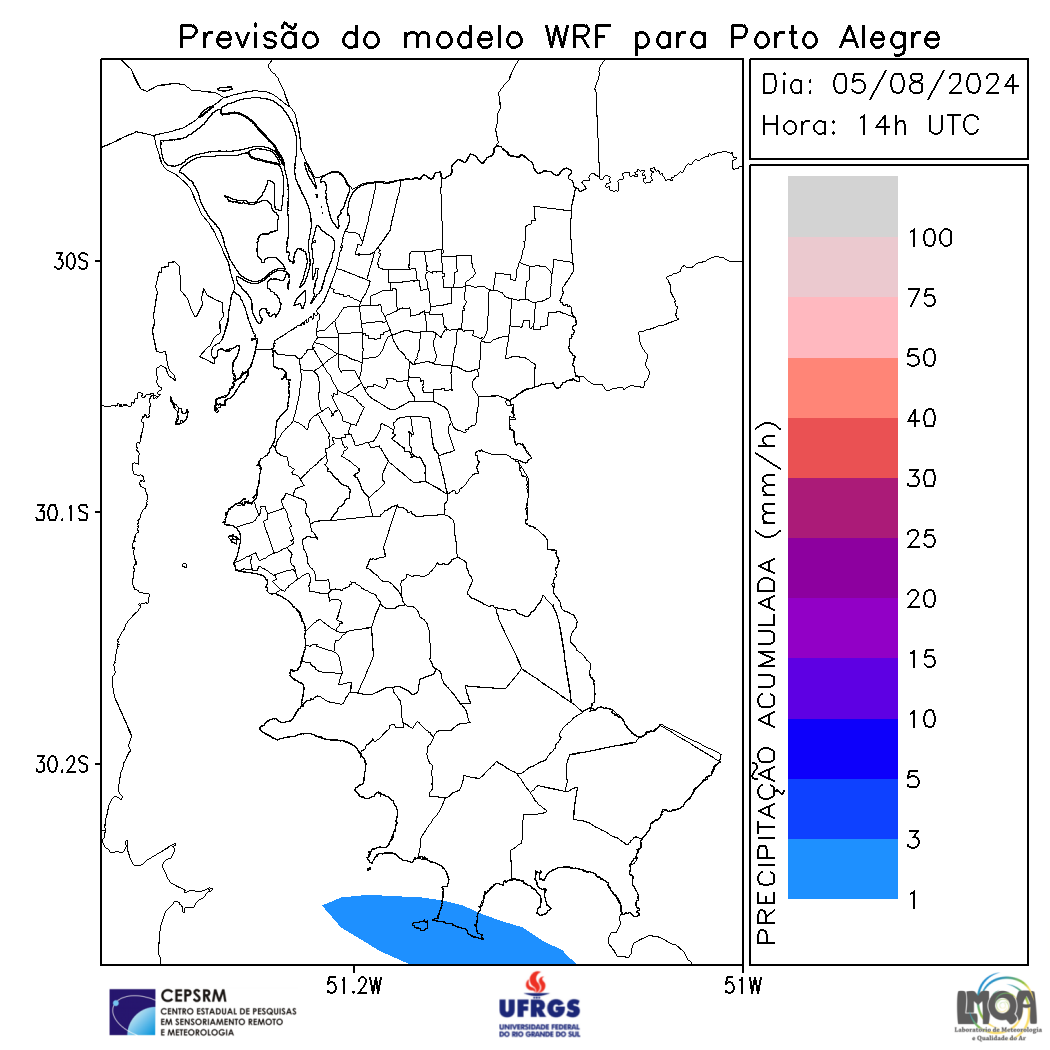 Previsão do modelo WRF para Porto Alegre
Dia: 05/08/2024
Hora: 14h UTC
100
75
50
40
30
25
20
15
10
5
3
1
PRECIPITAÇÃO ACUMULADA (mm/h)
30S
30.1S
30.2S
51.2W
51W
CEPSRM
CENTRO ESTADUAL DE PESQUISAS
EM SENSORIAMENTO REMOTO
E METEOROLOGIA
UFRGS
UNIVERSIDADE FEDERAL
DO RIO GRANDE DO SUL
LMQA
Laboratório de Meteorologia
e Qualidade do Ar